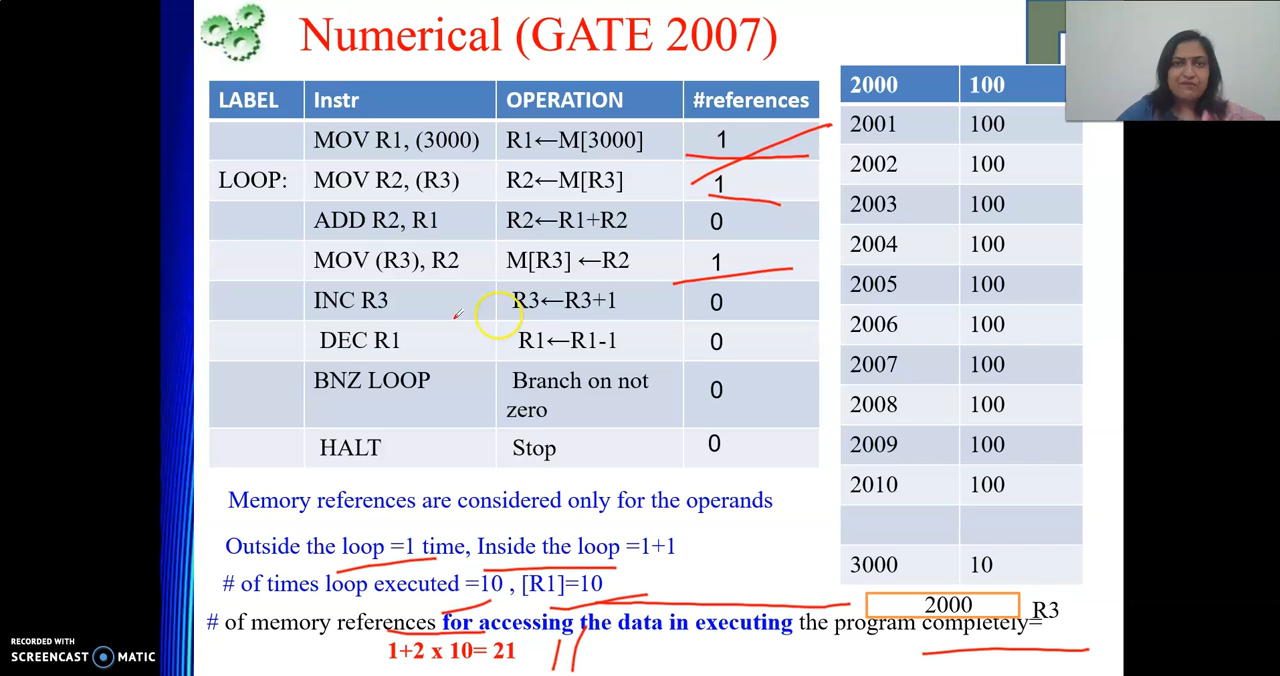 Numerical (GATE 2007)
LABEL Instr OPERATION #references
MOV R1, (3000) R1←M[3000] 1
LOOP: MOV R2, (R3) R2←M[R3] 1
ADD R2, R1 R2←R1+R2 0
MOV (R3), R2 M[R3] ←R2 1
INC R3 R3←R3+1 0
DEC R1 R1←R1-1 0
BNZ LOOP Branch on not zero 0
HALT Stop 0
2000 100
2001 100
2002 100
2003 100
2004 100
2005 100
2006 100
2007 100
2008 100
2009 100
2010 100
3000 10
2000 R3
Memory references are considered only for the operands
Outside the loop =1 time, Inside the loop =1+1
# of times loop executed =10 , [R1]=10
# of memory references for accessing the data in executing the program completely=
1+2 x 10= 21
RECORDED WITH
SCREENCAST MATIC